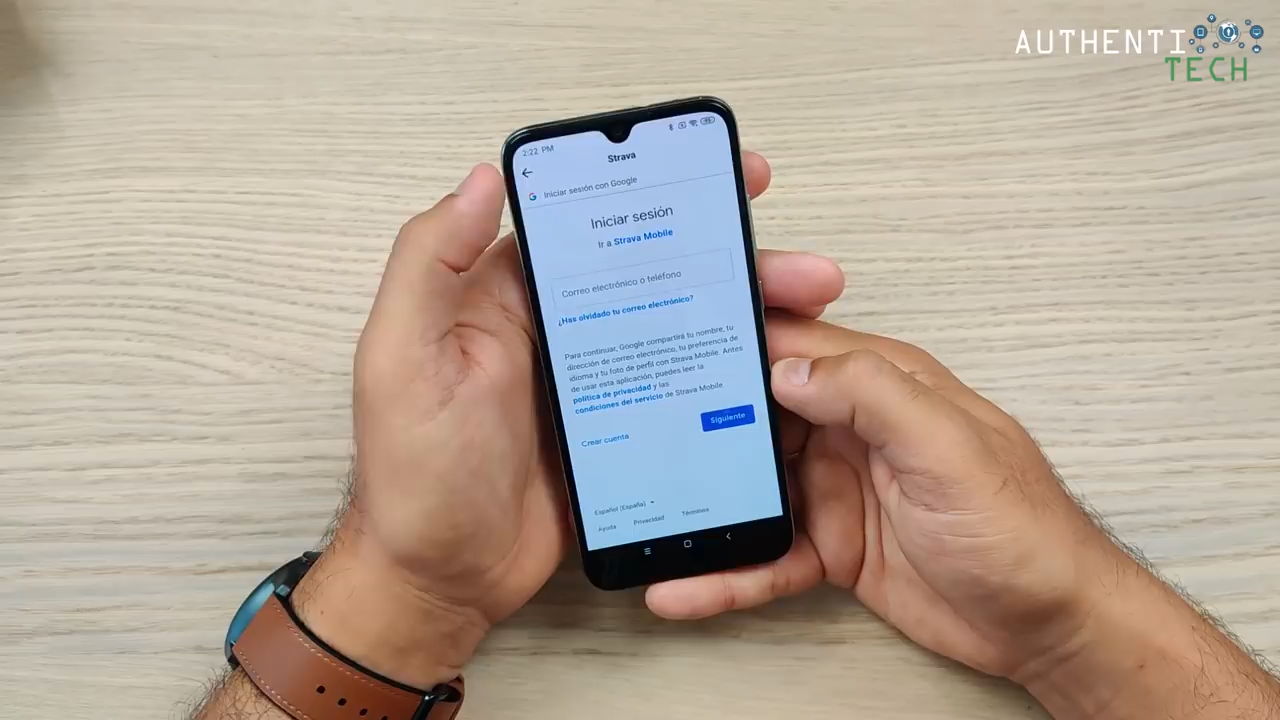 AUTHENTI
TECH
2:22 PM
Strava
Iniciar sesión con Google
Iniciar sesión
Ir a Strava Mobile
Correo electrónico o teléfono
¿Has olvidado tu correo electrónico?
Para continuar, Google compartirá tu nombre, tu
dirección de correo electrónico, tu preferencia de
idioma y tu foto de perfil con Strava Mobile. Antes
de usar esta aplicación, puedes leer la
política de privacidad y las
condiciones del servicio de Strava Mobile.
Siguiente
Crear cuenta
Español (España)
Ayuda Privacidad Términos